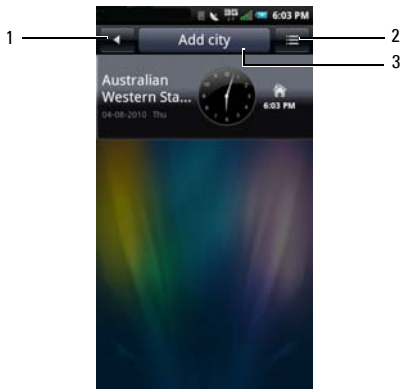 6:03 PM
1
Add city
2
3
Australian
Western Sta...
04-08-2010 Thu
6:03 PM